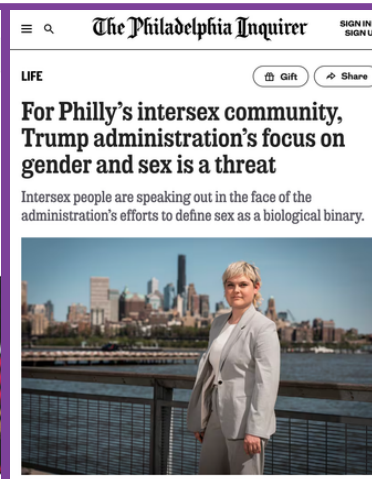 The Philadelphia Inquirer
SIGN IN
SIGN U
LIFE
Gift
Share
For Philly's intersex community,
Trump administration's focus on
gender and sex is a threat
Intersex people are speaking out in the face of the
administration's efforts to define sex as a biological binary.